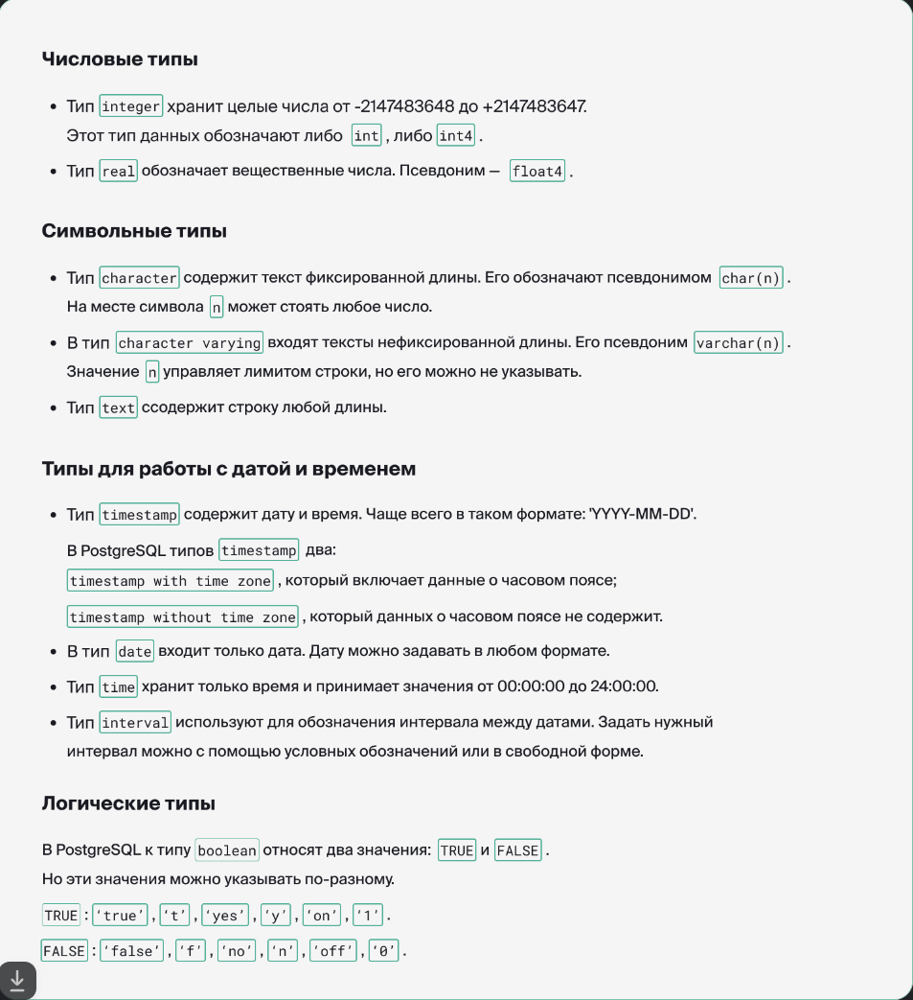 Числовые типы
• Тип integer хранит целые числа от -2147483648 до +2147483647.
Этот тип данных обозначают либо int , либо int4 .
• Тип real обозначает вещественные числа. Псевдоним — float4 .
Символьные типы
• Тип character содержит текст фиксированной длины. Его обозначают псевдонимом char(n) .
На месте символа n может стоять любое число.
• В тип character varying входят тексты нефиксированной длины. Его псевдоним varchar(n) .
Значение n управляет лимитом строки, но его можно не указывать.
• Тип text ссодержит строку любой длины.
Типы для работы с датой и временем
• Тип timestamp содержит дату и время. Чаще всего в таком формате: 'YYYY-MM-DD'.
В PostgreSQL типов timestamp два:
timestamp with time zone , который включает данные о часовом поясе;
timestamp without time zone , который данных о часовом поясе не содержит.
• В тип date входит только дата. Дату можно задавать в любом формате.
• Тип time хранит только время и принимает значения от 00:00:00 до 24:00:00.
• Тип interval используют для обозначения интервала между датами. Задать нужный
интервал можно с помощью условных обозначений или в свободной форме.
Логические типы
В PostgreSQL к типу boolean относят два значения: TRUE и FALSE .
Но эти значения можно указывать по-разному.
TRUE : ‘true’ , ‘t’ , ‘yes’ , ‘y’ , ‘on’ , ‘1’ .
FALSE : ‘false’ , ‘f’ , ‘no’ , ‘n’ , ‘off’ , ‘0’ .